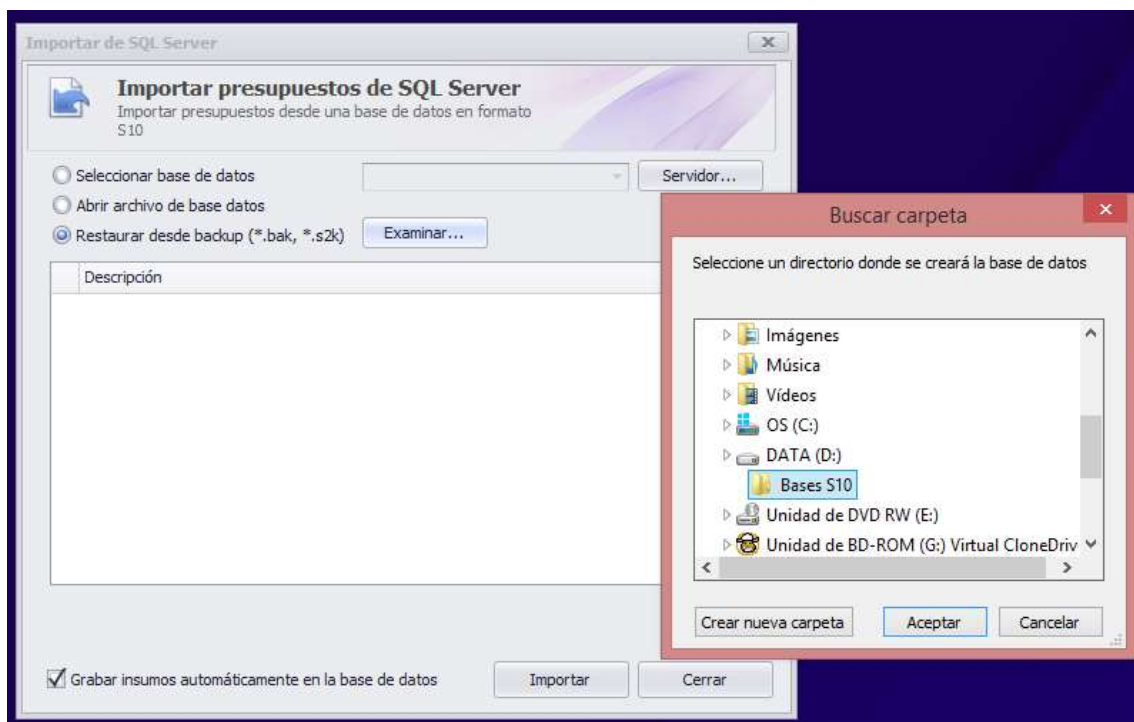 Importar de SQL Server
Importar presupuestos de SQL Server
Importar presupuestos desde una base de datos en formato
S10
Seleccionar base de datos
Servidor...
Abrir archivo de base datos
Restaurar desde backup (*.bak, *.s2k)
Examinar...
Descripción
Grabar insumos automáticamente en la base de datos
Importar
Cerrar
Buscar carpeta
Seleccione un directorio donde se creará la base de datos
Imágenes
Música
Vídeos
OS (C:)
DATA (D:)
Bases S10
Unidad de DVD RW (E:)
Unidad de BD-ROM (G:) Virtual CloneDriv
Crear nueva carpeta
Aceptar
Cancelar